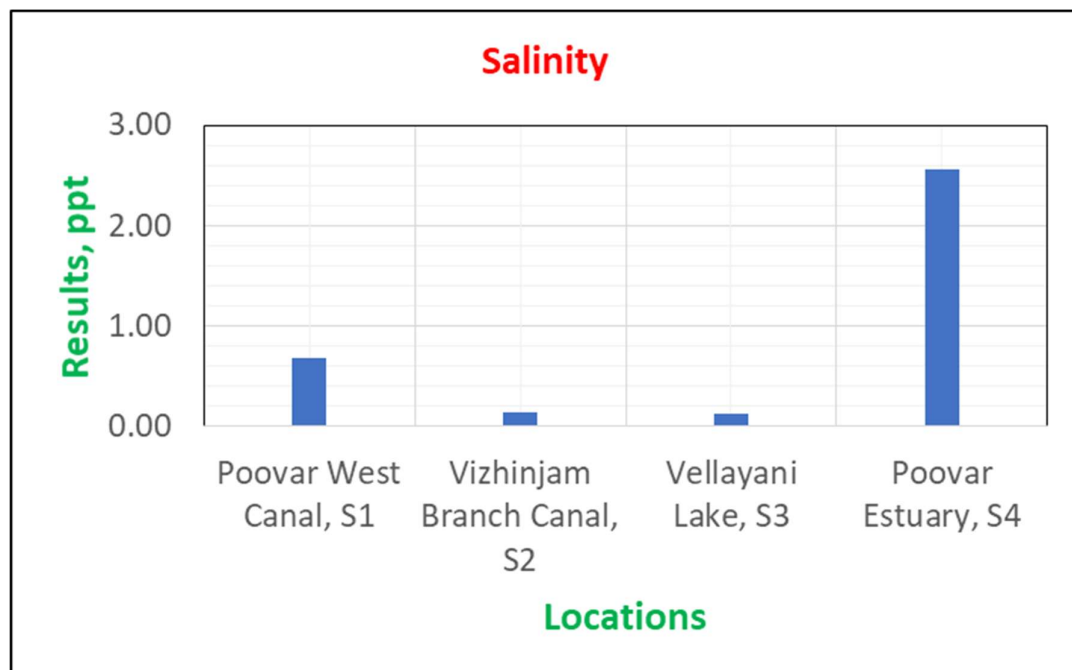 Salinity
Results, ppt
3.00
2.00
1.00
0.00
Poovar West
Canal, S1
Vizhinjam
Branch Canal,
S2
Vellayani
Lake, S3
Poovar
Estuary, S4
Locations